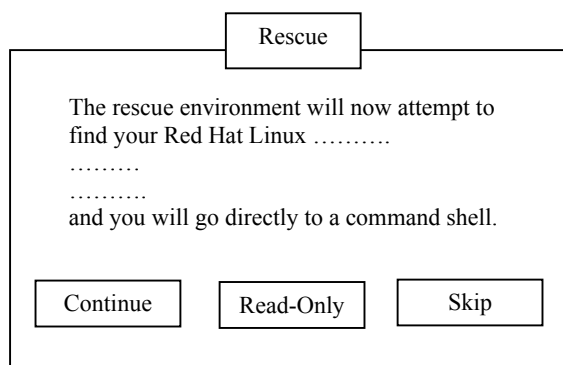 Rescue
The rescue environment will now attempt to
find your Red Hat Linux ……….
………
……….
and you will go directly to a command shell.
Continue
Read-Only
Skip